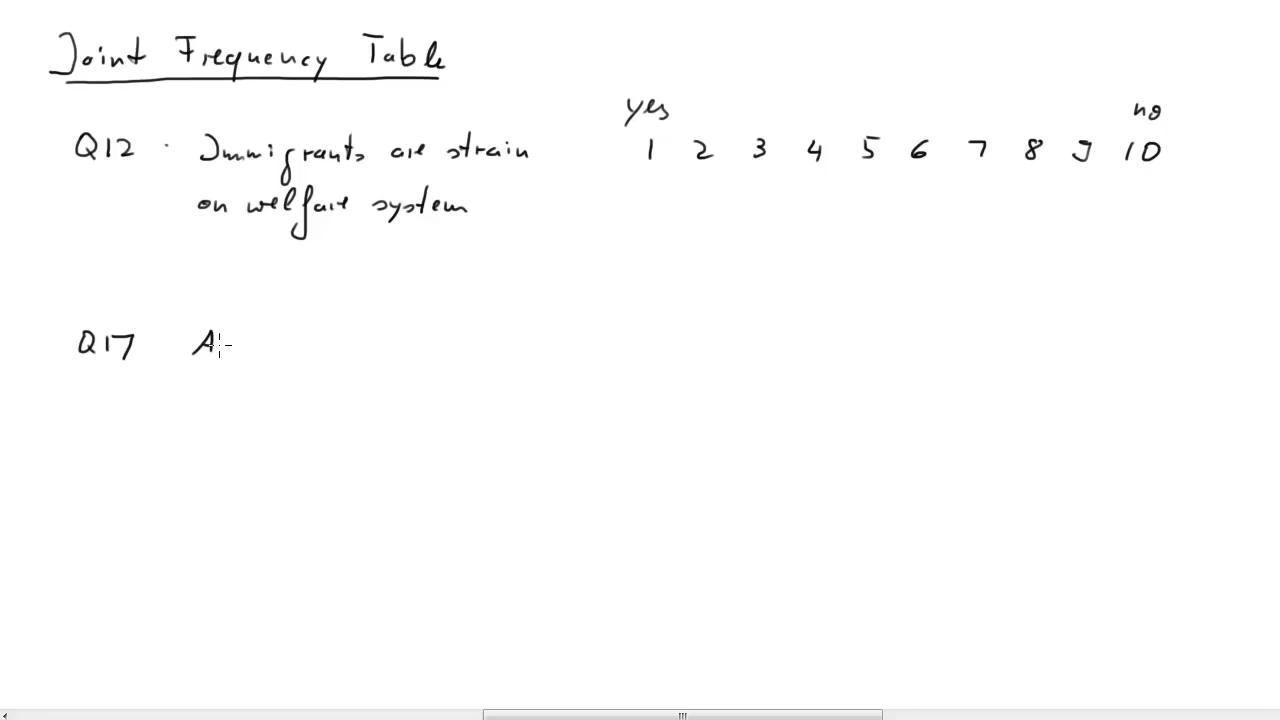 Joint Frequency Table
yes no
Q12 Immigrants are strain 1 2 3 4 5 6 7 8 9 10
on welfare system
Q17 A